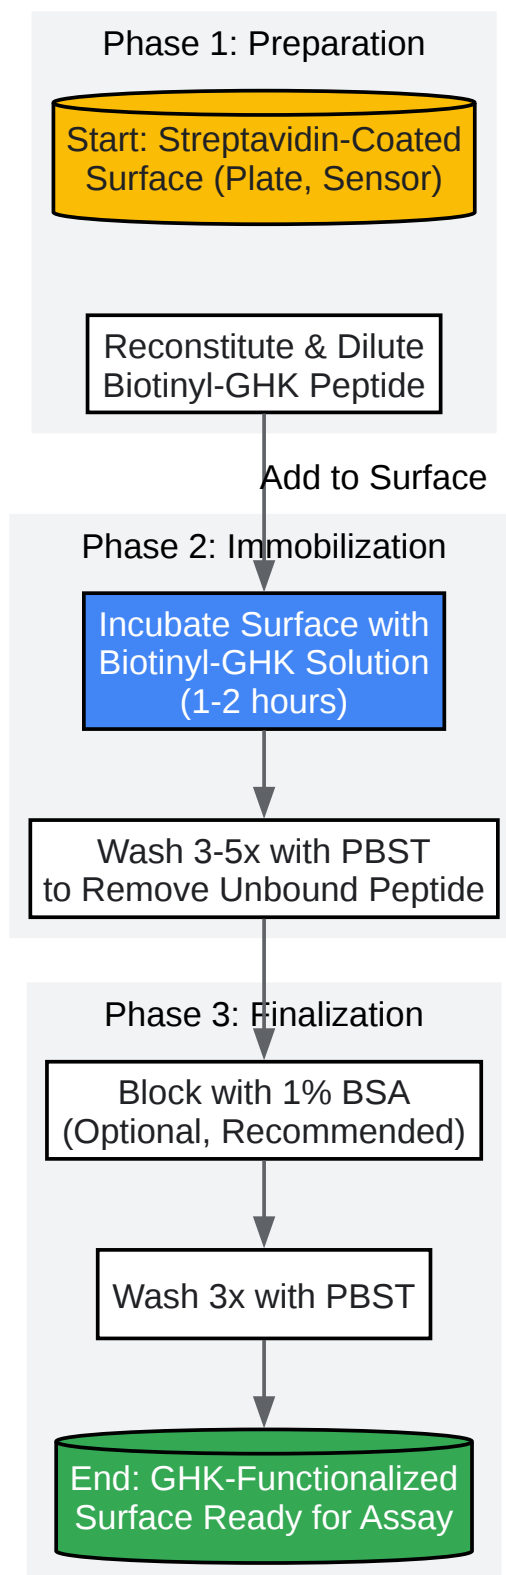 Phase 1: Preparation
Start: Streptavidin-Coated
Surface (Plate, Sensor)
Reconstitute & Dilute
Biotinyl-GHK Peptide
Add to Surface
Phase 2: Immobilization
Incubate Surface with
Biotinyl-GHK Solution
(1-2 hours)
Wash 3-5x with PBST
to Remove Unbound Peptide
Phase 3: Finalization
Block with 1% BSA
(Optional, Recommended)
Wash 3x with PBST
End: GHK-Functionalized
Surface Ready for Assay